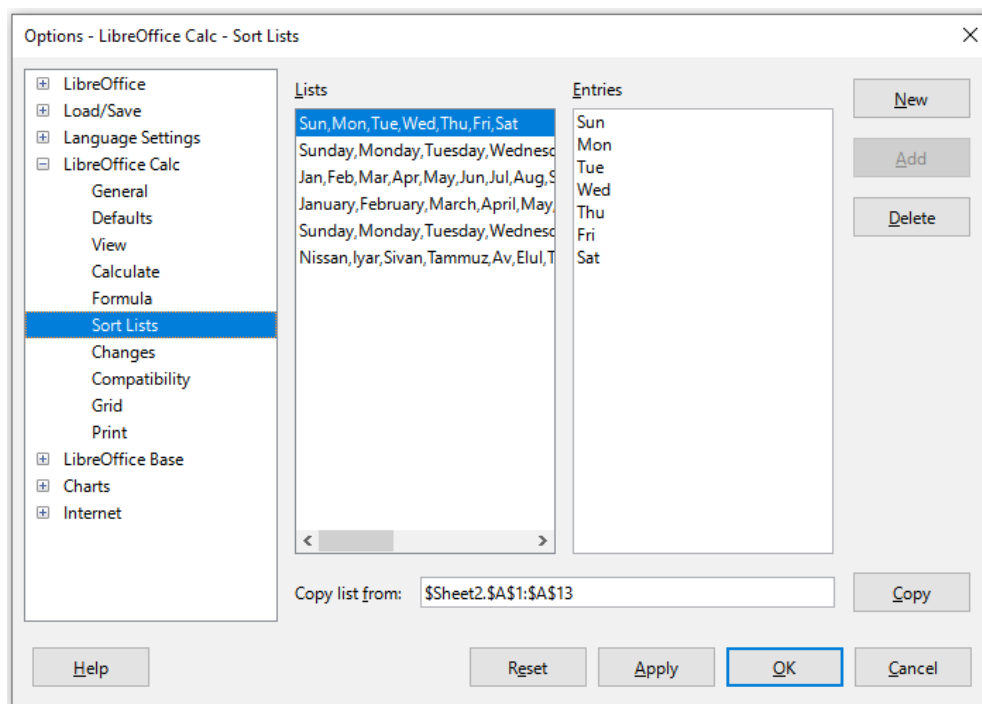 Options - LibreOffice Calc - Sort Lists
LibreOffice
Load/Save
Language Settings
LibreOffice Calc
General
Defaults
View
Calculate
Formula
Sort Lists
Changes
Compatibility
Grid
Print
LibreOffice Base
Charts
Internet
Lists
Sun,Mon,Tue,Wed,Thu,Fri,Sat
Sunday,Monday,Tuesday,Wednesd
Jan,Feb,Mar,Apr,May,Jun,Jul,Aug,S
January,February,March,April,May,
Sunday,Monday,Tuesday,Wednesd
Nissan,Iyar,Sivan,Tammuz,Av,Elul,T
Entries
Sun
Mon
Tue
Wed
Thu
Fri
Sat
New
Add
Delete
Copy list from:
$Sheet2.$A$1:$A$13
Copy
Help
Reset
Apply
OK
Cancel